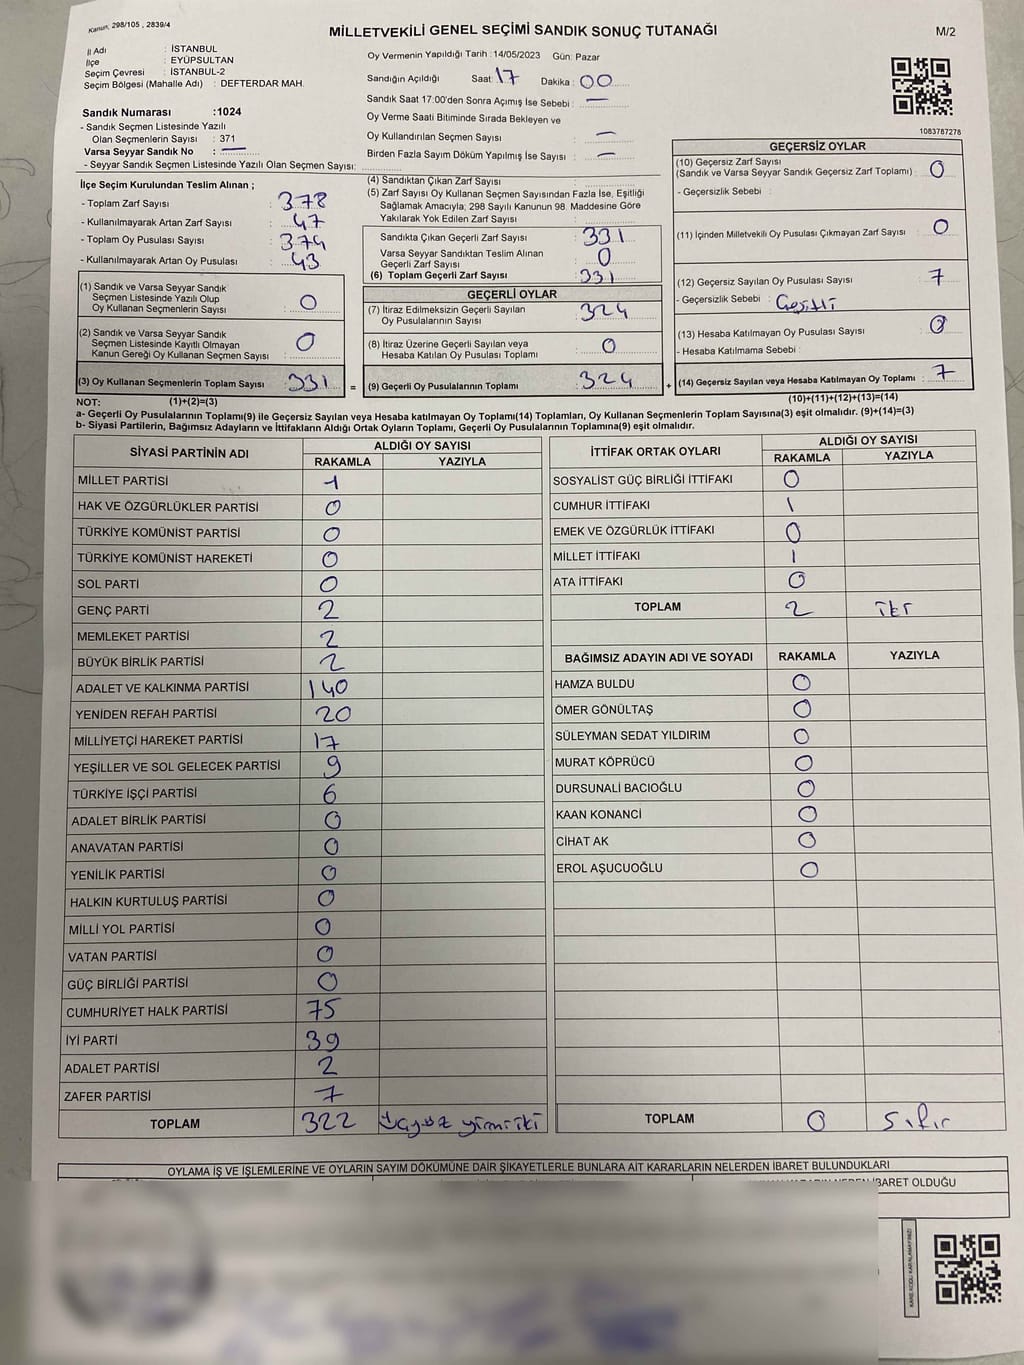 Kanun, 298/105 , 2839/4
MİLLETVEKİLİ GENEL SEÇİMİ SANDIK SONUÇ TUTANAĞI
M/2
İl Adı : İSTANBUL
İlçe : EYÜPSULTAN
Seçim Çevresi : İSTANBUL-2
Seçim Bölgesi (Mahalle Adı) : DEFTERDAR MAH.
Oy Vermenin Yapıldığı Tarih : 14/05/2023 Gün: Pazar
Sandığın Açıldığı Saat : 17 Dakika : 00
Sandık Saat 17:00'den Sonra Açımış İse Sebebi : —
Oy Verme Saati Bitiminde Sırada Bekleyen ve
Oy Kullandırılan Seçmen Sayısı : —
Birden Fazla Sayım Döküm Yapılmış İse Sayısı : —
1083787278
Sandık Numarası :1024
- Sandık Seçmen Listesinde Yazılı
Olan Seçmenlerin Sayısı : 371
Varsa Seyyar Sandık No : —
- Seyyar Sandık Seçmen Listesinde Yazılı Olan Seçmen Sayısı:
İlçe Seçim Kurulundan Teslim Alınan ;
- Toplam Zarf Sayısı : 378
- Kullanılmayarak Artan Zarf Sayısı : 47
- Toplam Oy Pusulası Sayısı : 374
- Kullanılmayarak Artan Oy Pusulası : 43
(1) Sandık ve Varsa Seyyar Sandık
Seçmen Listesinde Yazılı Olup
Oy Kullanan Seçmenlerin Sayısı : 0
(2) Sandık ve Varsa Seyyar Sandık
Seçmen Listesinde Kayıtlı Olmayan
Kanun Gereği Oy Kullanan Seçmen Sayısı : 0
(3) Oy Kullanan Seçmenlerin Toplam Sayısı : 331 =
(4) Sandıktan Çıkan Zarf Sayısı :
(5) Zarf Sayısı Oy Kullanan Seçmen Sayısından Fazla İse, Eşitliği
Sağlamak Amacıyla; 298 Sayılı Kanunun 98. Maddesine Göre
Yakılarak Yok Edilen Zarf Sayısı :
Sandıkta Çıkan Geçerli Zarf Sayısı : 331
Varsa Seyyar Sandıktan Teslim Alınan
Geçerli Zarf Sayısı : 0
(6) Toplam Geçerli Zarf Sayısı : 331
GEÇERLİ OYLAR
(7) İtiraz Edilmeksizin Geçerli Sayılan
Oy Pusulalarının Sayısı : 324
(8) İtiraz Üzerine Geçerli Sayılan veya
Hesaba Katılan Oy Pusulası Toplamı : 0
(9) Geçerli Oy Pusulalarının Toplamı : 324 +
GEÇERSİZ OYLAR
(10) Geçersiz Zarf Sayısı
(Sandık ve Varsa Seyyar Sandık Geçersiz Zarf Toplamı) : 0
- Geçersizlik Sebebi :
(11) İçinden Milletvekili Oy Pusulası Çıkmayan Zarf Sayısı : 0
(12) Geçersiz Sayılan Oy Pusulası Sayısı : 7
- Geçersizlik Sebebi : Çeşitli
(13) Hesaba Katılmayan Oy Pusulası Sayısı : 0
- Hesaba Katılmama Sebebi :
(14) Geçersiz Sayılan veya Hesaba Katılmayan Oy Toplamı : 7
NOT: (1)+(2)=(3)
(10)+(11)+(12)+(13)=(14)
a- Geçerli Oy Pusulalarının Toplamı(9) ile Geçersiz Sayılan veya Hesaba katılmayan Oy Toplamı(14) Toplamları, Oy Kullanan Seçmenlerin Toplam Sayısına(3) eşit olmalıdır. (9)+(14)=(3)
b- Siyasi Partilerin, Bağımsız Adayların ve İttifakların Aldığı Ortak Oyların Toplamı, Geçerli Oy Pusulalarının Toplamına(9) eşit olmalıdır.
SİYASİ PARTİNİN ADI ALDIĞI OY SAYISI
RAKAMLA YAZIYLA
MİLLET PARTİSİ 1
HAK VE ÖZGÜRLÜKLER PARTİSİ 0
TÜRKİYE KOMÜNİST PARTİSİ 0
TÜRKİYE KOMÜNİST HAREKETİ 0
SOL PARTİ 0
GENÇ PARTİ 2
MEMLEKET PARTİSİ 2
BÜYÜK BİRLİK PARTİSİ 2
ADALET VE KALKINMA PARTİSİ 140
YENİDEN REFAH PARTİSİ 20
MİLLİYETÇİ HAREKET PARTİSİ 17
YEŞİLLER VE SOL GELECEK PARTİSİ 9
TÜRKİYE İŞÇİ PARTİSİ 6
ADALET BİRLİK PARTİSİ 0
ANAVATAN PARTİSİ 0
YENİLİK PARTİSİ 0
HALKIN KURTULUŞ PARTİSİ 0
MİLLİ YOL PARTİSİ 0
VATAN PARTİSİ 0
GÜÇ BİRLİĞİ PARTİSİ 0
CUMHURİYET HALK PARTİSİ 75
İYİ PARTİ 39
ADALET PARTİSİ 2
ZAFER PARTİSİ 7
TOPLAM 322 üçyüz yirmi iki
İTTİFAK ORTAK OYLARI ALDIĞI OY SAYISI
RAKAMLA YAZIYLA
SOSYALİST GÜÇ BİRLİĞİ İTTİFAKI 0
CUMHUR İTTİFAKI 1
EMEK VE ÖZGÜRLÜK İTTİFAKI 0
MİLLET İTTİFAKI 1
ATA İTTİFAKI 0
TOPLAM 2 iki
BAĞIMSIZ ADAYIN ADI VE SOYADI RAKAMLA YAZIYLA
HAMZA BULDU 0
ÖMER GÖNÜLTAŞ 0
SÜLEYMAN SEDAT YILDIRIM 0
MURAT KÖPRÜCÜ 0
DURSUNALİ BACIOĞLU 0
KAAN KONANCİ 0
CİHAT AK 0
EROL AŞUCUOĞLU 0
TOPLAM 0 Sıfır
OYLAMA İŞ VE İŞLEMLERİNE VE OYLARIN SAYIM DÖKÜMÜNE DAİR ŞİKAYETLERLE BUNLARA AİT KARARLARIN NELERDEN İBARET BULUNDUKLARI
İBARET OLDUĞU
KARE KODU KARALAMAYINIZ!